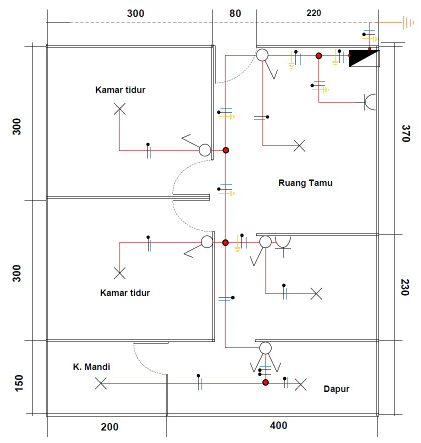 300
80
220
Kamar tidur
300
370
Ruang Tamu
300
Kamar tidur
230
K. Mandi
150
Dapur
200
400